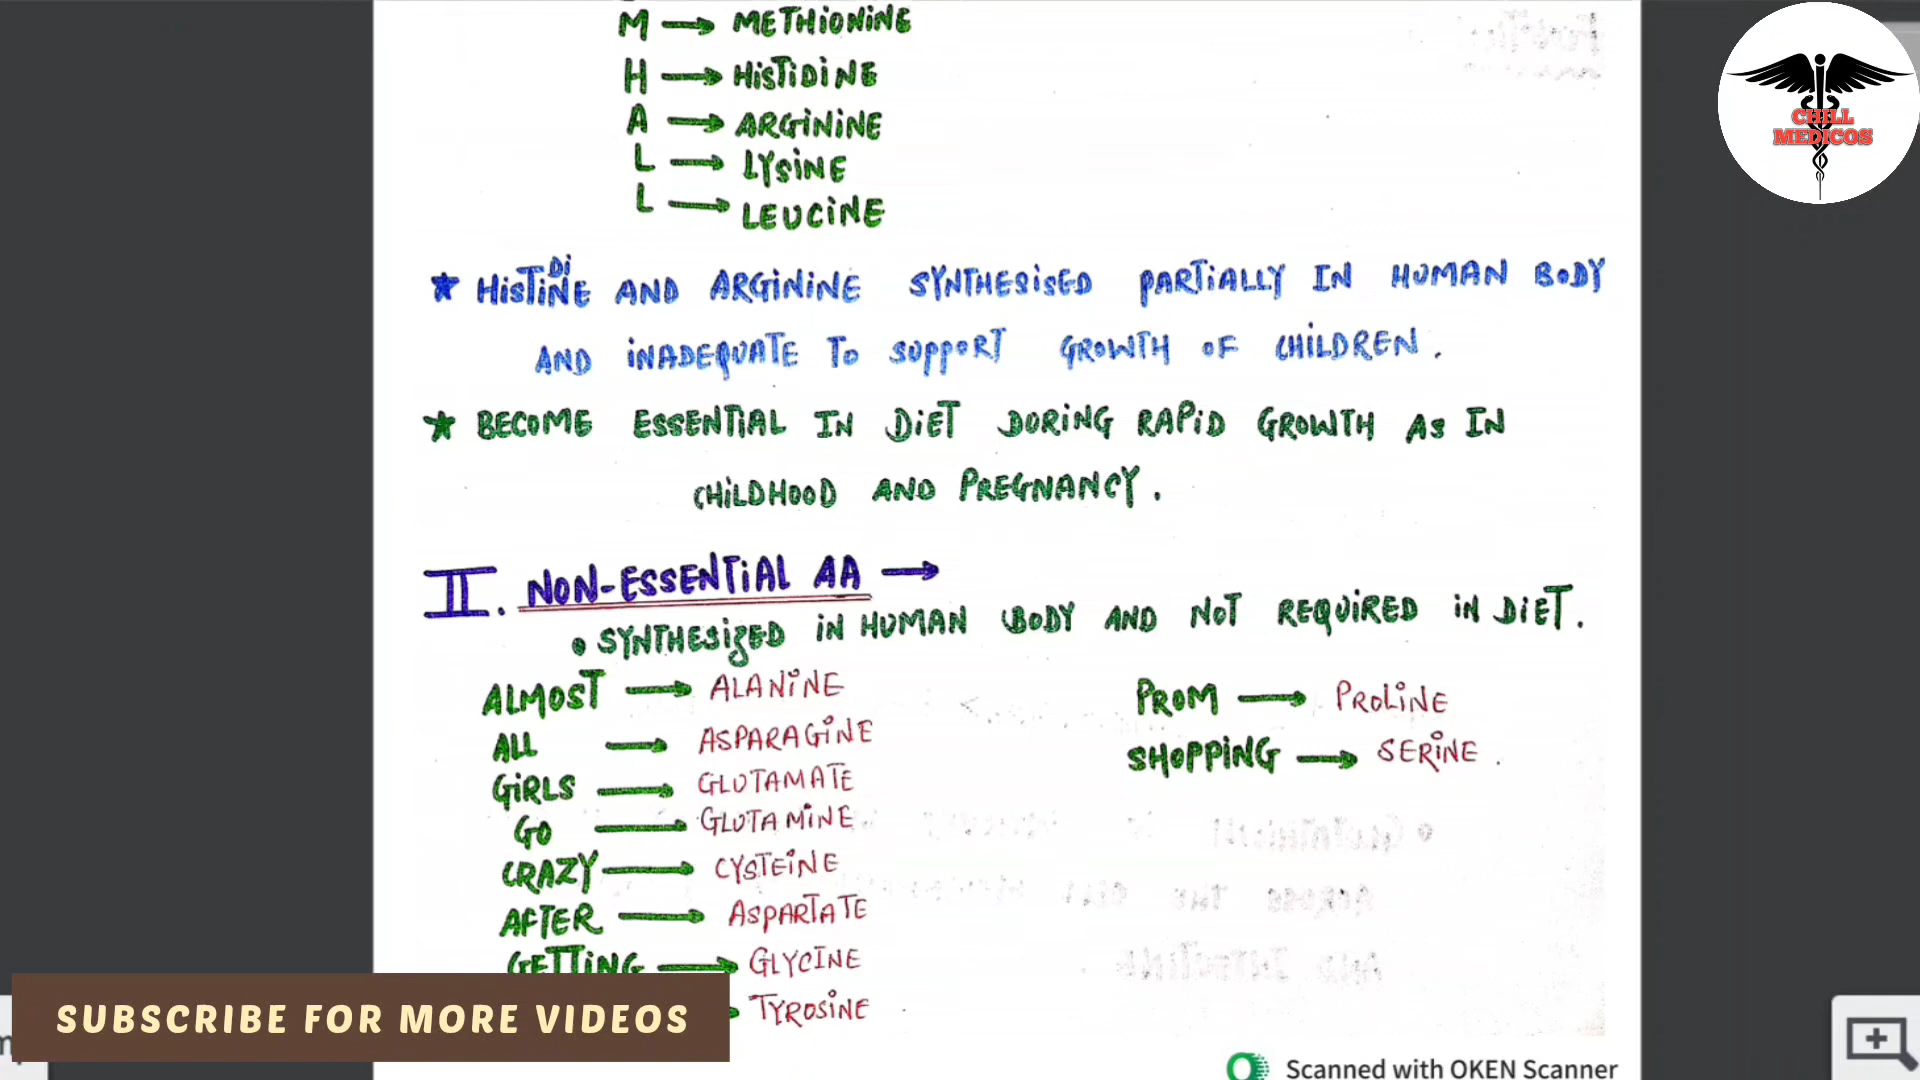 M → METHIONINE
H → HISTIDINE
A → ARGININE
L → LYSINE
L → LEUCINE
CHILL
MEDICOS
★ HISTIDINE AND ARGININE SYNTHESISED PARTIALLY IN HUMAN BODY
AND INADEQUATE TO SUPPORT GROWTH OF CHILDREN.
★ BECOME ESSENTIAL IN DIET DURING RAPID GROWTH AS IN
CHILDHOOD AND PREGNANCY.
II. NON-ESSENTIAL AA →
• SYNTHESIZED IN HUMAN BODY AND NOT REQUIRED IN DIET.
ALMOST → ALANINE
ALL → ASPARAGINE
GIRLS → GLUTAMATE
GO → GLUTAMINE
CRAZY → CYSTEINE
AFTER → ASPARTATE
GETTING → GLYCINE
→ TYROSINE
PROM → PROLINE
SHOPPING → SERINE.
SUBSCRIBE FOR MORE VIDEOS
Scanned with OKEN Scanner